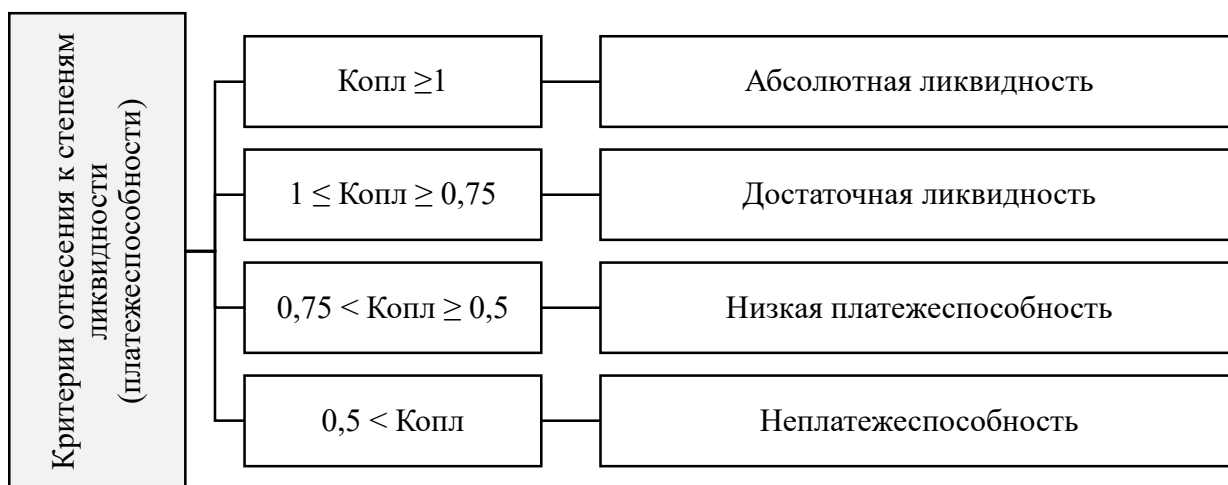 Критерии отнесения к степеням
ликвидности
(платежеспособности)
Копл ≥1
Абсолютная ликвидность
1 ≤ Копл ≥ 0,75
Достаточная ликвидность
0,75 < Копл ≥ 0,5
Низкая платежеспособность
0,5 < Копл
Неплатежеспособность